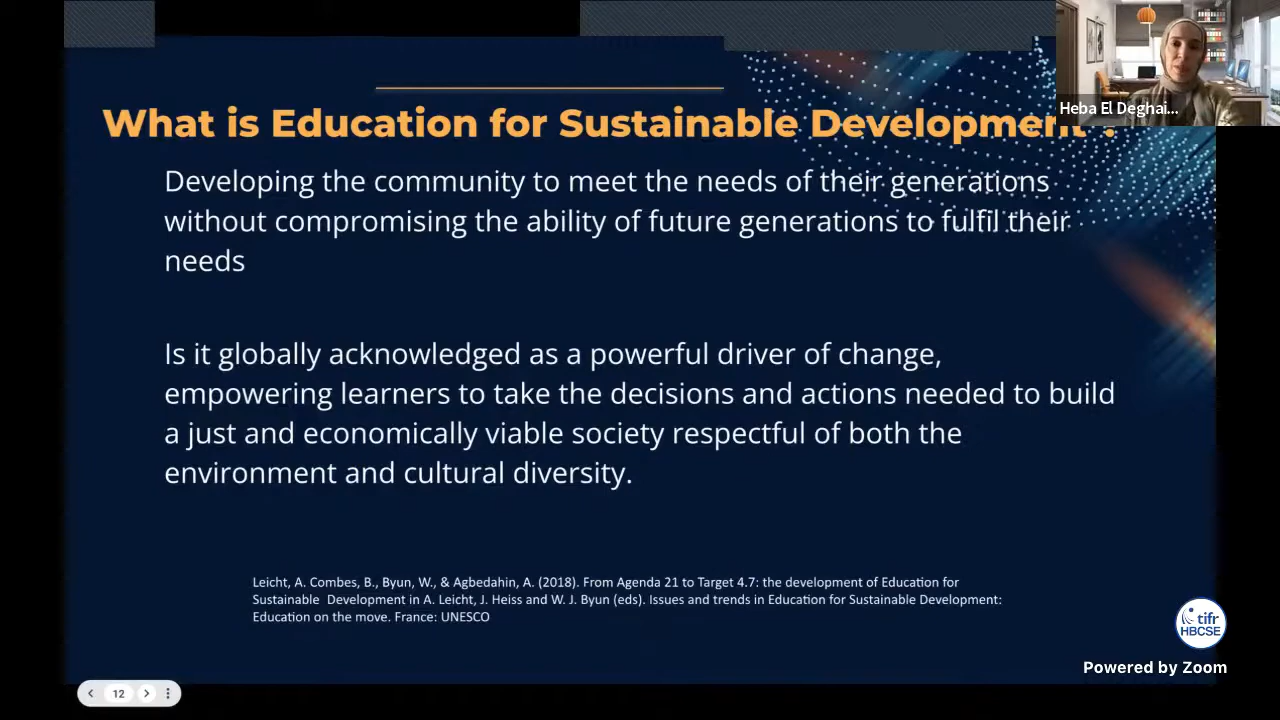 What is Education for Sustainable Development ?
Heba El Deghai...
Developing the community to meet the needs of their generations
without compromising the ability of future generations to fulfil their
needs
Is it globally acknowledged as a powerful driver of change,
empowering learners to take the decisions and actions needed to build
a just and economically viable society respectful of both the
environment and cultural diversity.
Leicht, A. Combes, B., Byun, W., & Agbedahin, A. (2018). From Agenda 21 to Target 4.7: the development of Education for
Sustainable Development in A. Leicht, J. Heiss and W. J. Byun (eds). Issues and trends in Education for Sustainable Development:
Education on the move. France: UNESCO
tifr
HBCSE
Powered by Zoom
12